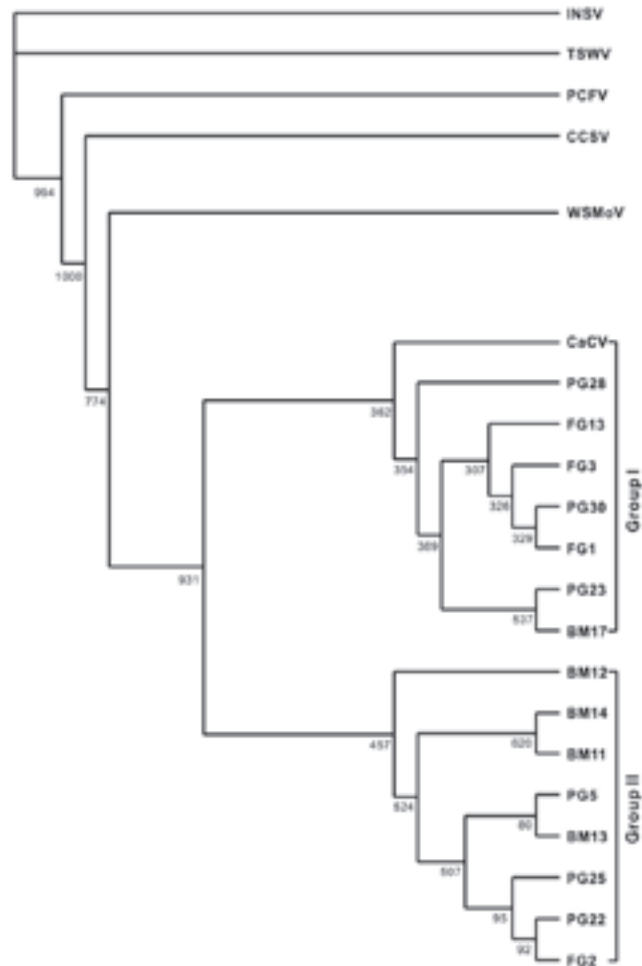 INSV
TSWV
PCFV
CCSV
994
WSMoV
1000
CaCV
PG28
774
362
FG13
FG3
354
307
Group I
PG30
326
329
FG1
369
931
PG23
537
BM17
BM12
BM14
457
620
BM11
PG5
524
80
BM13
Group II
507
PG25
95
PG22
92
FG2